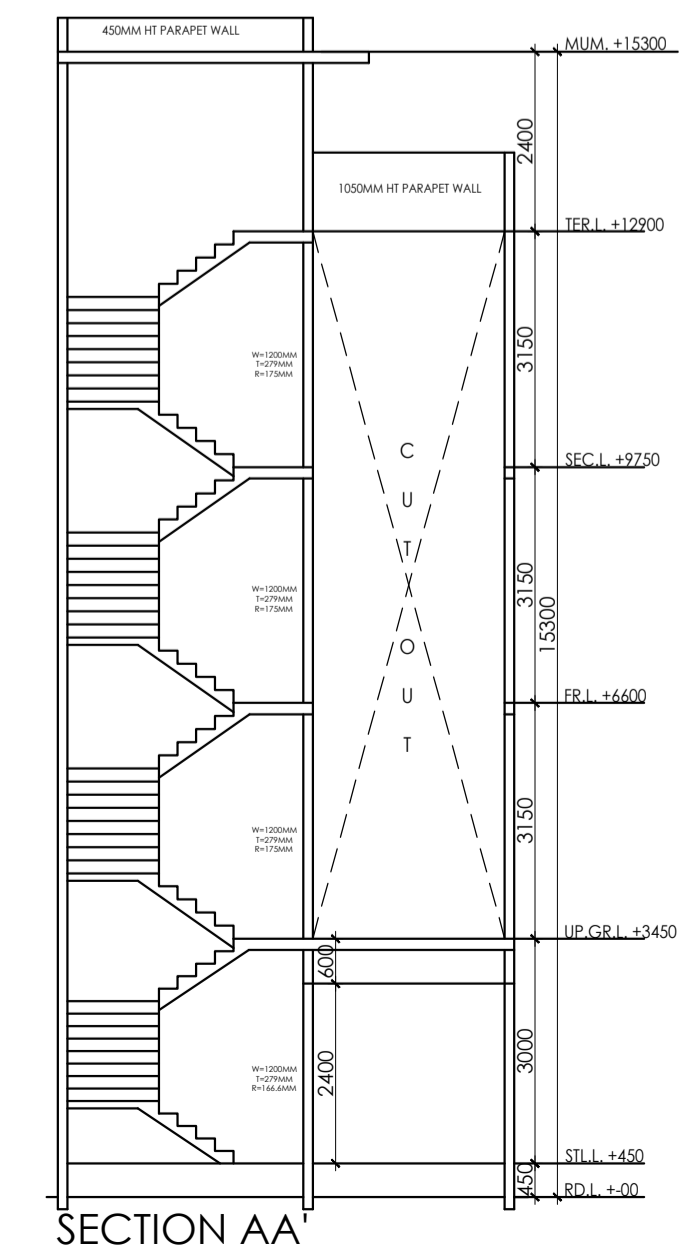 450MM HT PARAPET WALL
MUM. +15300
2400
1050MM HT PARAPET WALL
TER.L. +12900
W=1200MM
T=279MM
R=175MM
3150
C
U
T
O
U
T
SEC.L. +9750
W=1200MM
T=279MM
R=175MM
3150
15300
FR.L. +6600
W=1200MM
T=279MM
R=175MM
3150
UP.GR.L. +3450
600
W=1200MM
T=279MM
R=166.6MM
2400
3000
STL.L. +450
450
RD.L. +-00
SECTION AA'